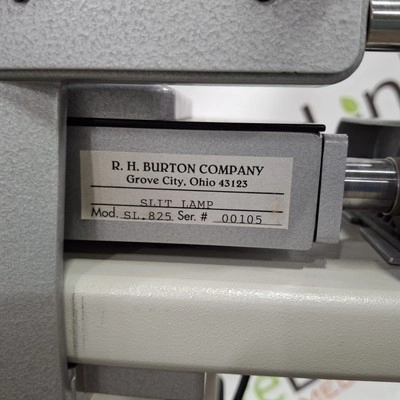 R. H. BURTON COMPANY
Grove City, Ohio 43123
SLIT LAMP
Mod. SL.825 Ser. # 00105